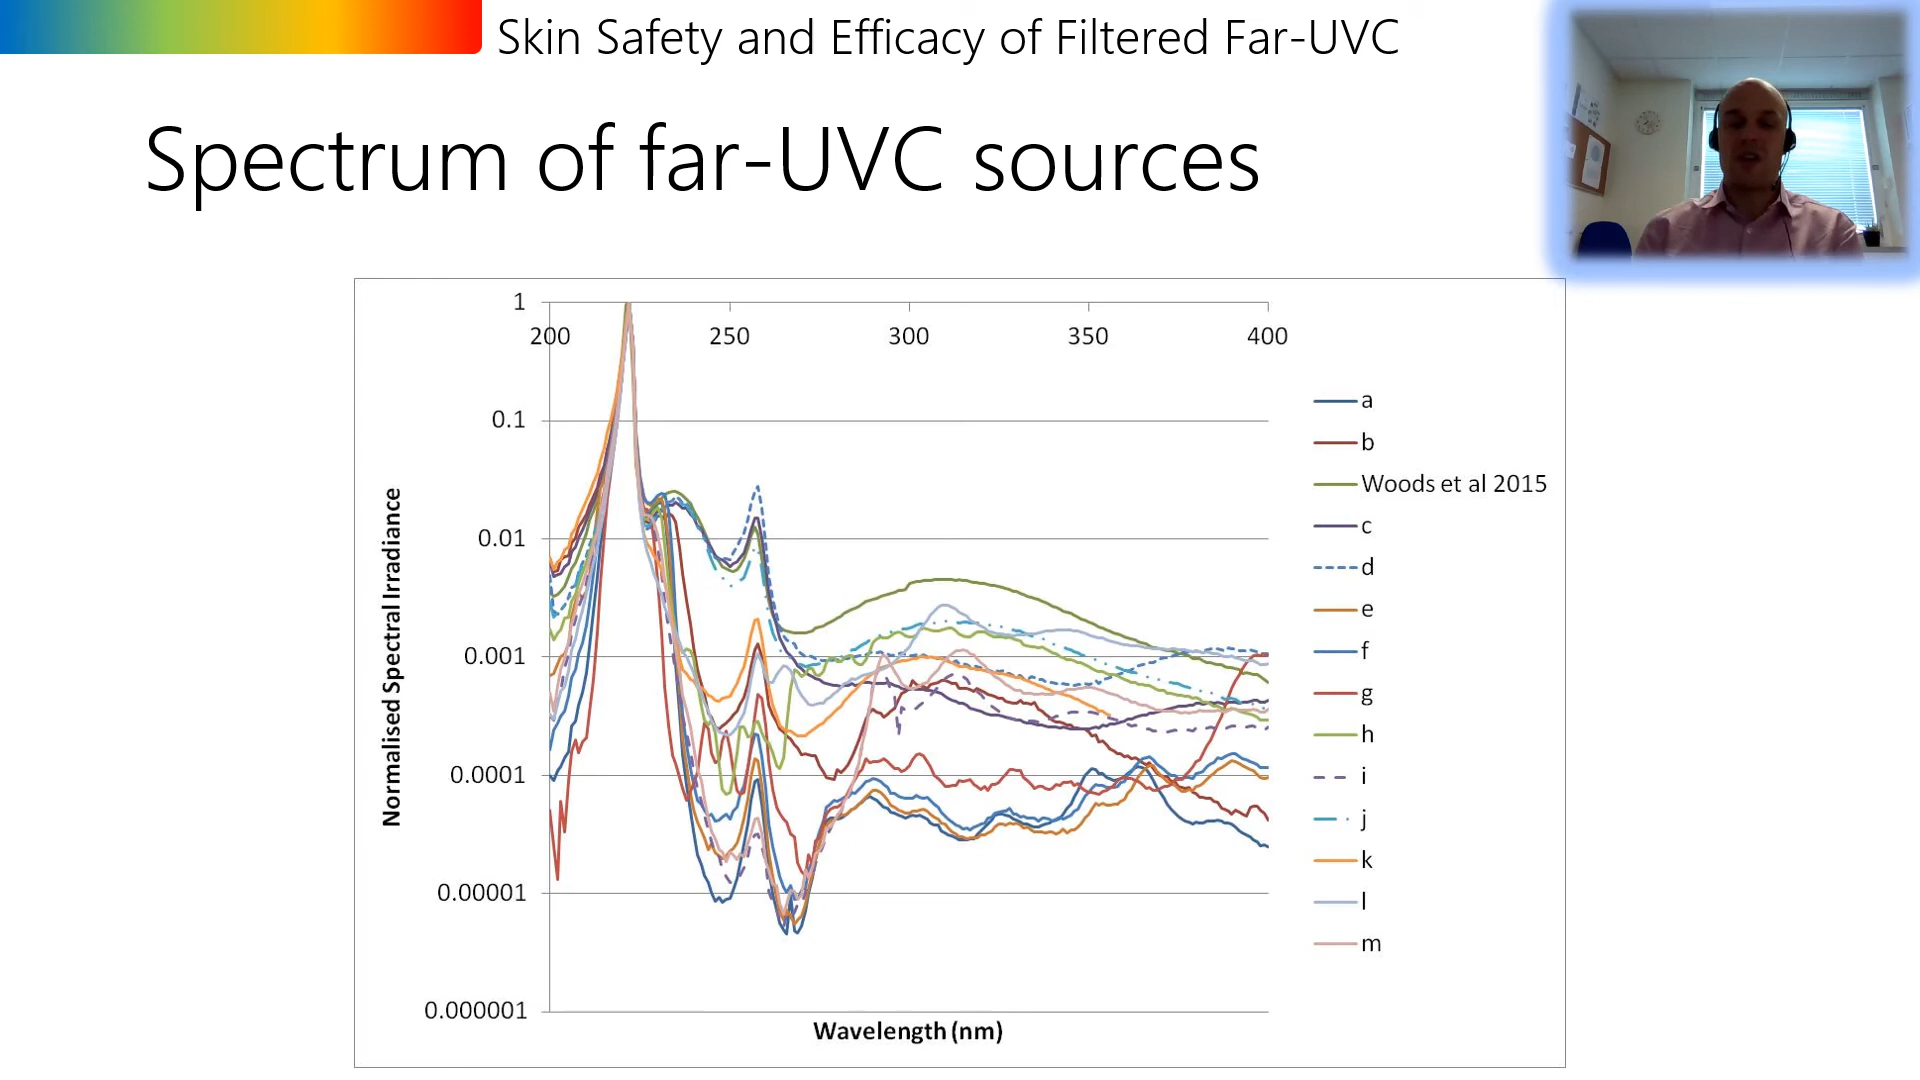 Skin Safety and Efficacy of Filtered Far-UVC
Spectrum of far-UVC sources
1
200 250 300 350 400
0.1
0.01
0.001
0.0001
0.00001
0.000001
Normalised Spectral Irradiance
Wavelength (nm)
a
b
Woods et al 2015
c
d
e
f
g
h
i
j
k
l
m